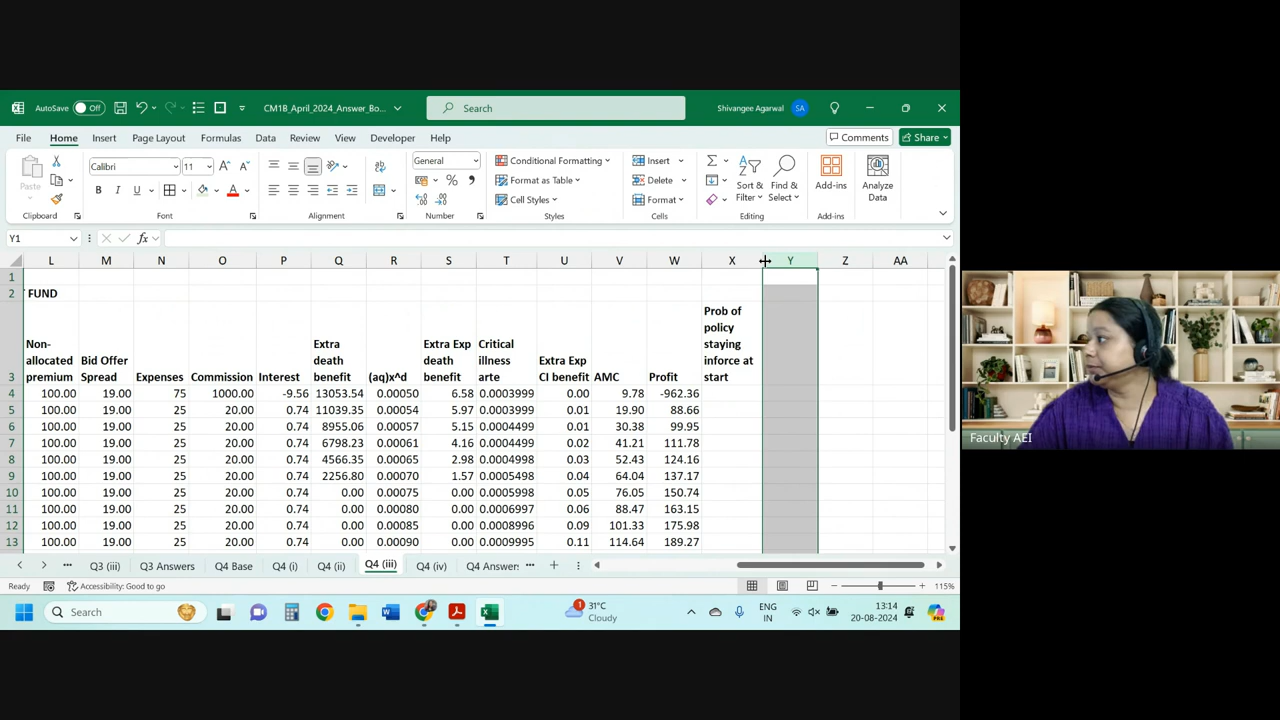 AutoSave Off CM1B_April_2024_Answer_Bo... Search Shivangee Agarwal SA
File Home Insert Page Layout Formulas Data Review View Developer Help Comments Share
Paste Calibri 11 General Conditional Formatting Insert
B I U A Format as Table Delete Sort & Filter Find & Select Add-ins Analyze Data
Cell Styles Format
Clipboard Font Alignment Number Styles Cells Editing Add-ins
Y1 fx
L M N O P Q R S T U V W X Y Z AA
1
2 FUND
3 Non-allocated premium Bid Offer Spread Expenses Commission Interest Extra death benefit (aq)x^d Extra Exp death benefit Critical illness arte Extra Exp CI benefit AMC Profit Prob of policy staying inforce at start
4 100.00 19.00 75 1000.00 -9.56 13053.54 0.00050 6.58 0.0003999 0.00 9.78 -962.36
5 100.00 19.00 25 20.00 0.74 11039.35 0.00054 5.97 0.0003999 0.01 19.90 88.66
6 100.00 19.00 25 20.00 0.74 8955.06 0.00057 5.15 0.0004499 0.01 30.38 99.95
7 100.00 19.00 25 20.00 0.74 6798.23 0.00061 4.16 0.0004499 0.02 41.21 111.78
8 100.00 19.00 25 20.00 0.74 4566.35 0.00065 2.98 0.0004499 0.03 52.43 124.16
9 100.00 19.00 25 20.00 0.74 2256.80 0.00070 1.57 0.0005498 0.04 64.04 137.17
10 100.00 19.00 25 20.00 0.74 0.00 0.00075 0.00 0.0005998 0.05 76.05 150.74
11 100.00 19.00 25 20.00 0.74 0.00 0.00080 0.00 0.0006997 0.06 88.47 163.15
12 100.00 19.00 25 20.00 0.74 0.00 0.00085 0.00 0.0008996 0.09 101.33 175.98
13 100.00 19.00 25 20.00 0.74 0.00 0.00090 0.00 0.0009995 0.11 114.64 189.27
... Q3 (iii) Q3 Answers Q4 Base Q4 (i) Q4 (ii) Q4 (iii) Q4 (iv) Q4 Answers ...
Ready Accessibility: Good to go 115%
Search 1 31°C Cloudy ENG IN 13:14 20-08-2024
Faculty AEI